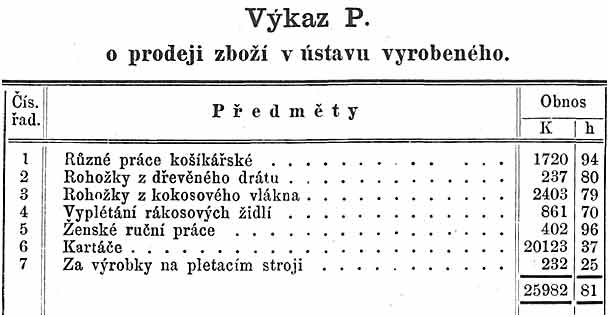 Výkaz P.
o prodeji zboží v ústavu vyrobeného.
Čís. řad. Předměty Obnos
K h
1 Různé práce košíkářské . . . . . . . . . . . . . 1720 94
2 Rohožky z dřevěného drátu . . . . . . . . . . . . 237 80
3 Rohožky z kokosového vlákna . . . . . . . . . . . 2403 79
4 Vyplétání rákosových židlí . . . . . . . . . . . . 861 70
5 Ženské ruční práce . . . . . . . . . . . . . . . 402 96
6 Kartáče . . . . . . . . . . . . . . . . . . . . 20123 37
7 Za výrobky na pletacím stroji . . . . . . . . . . 232 25
25982 81